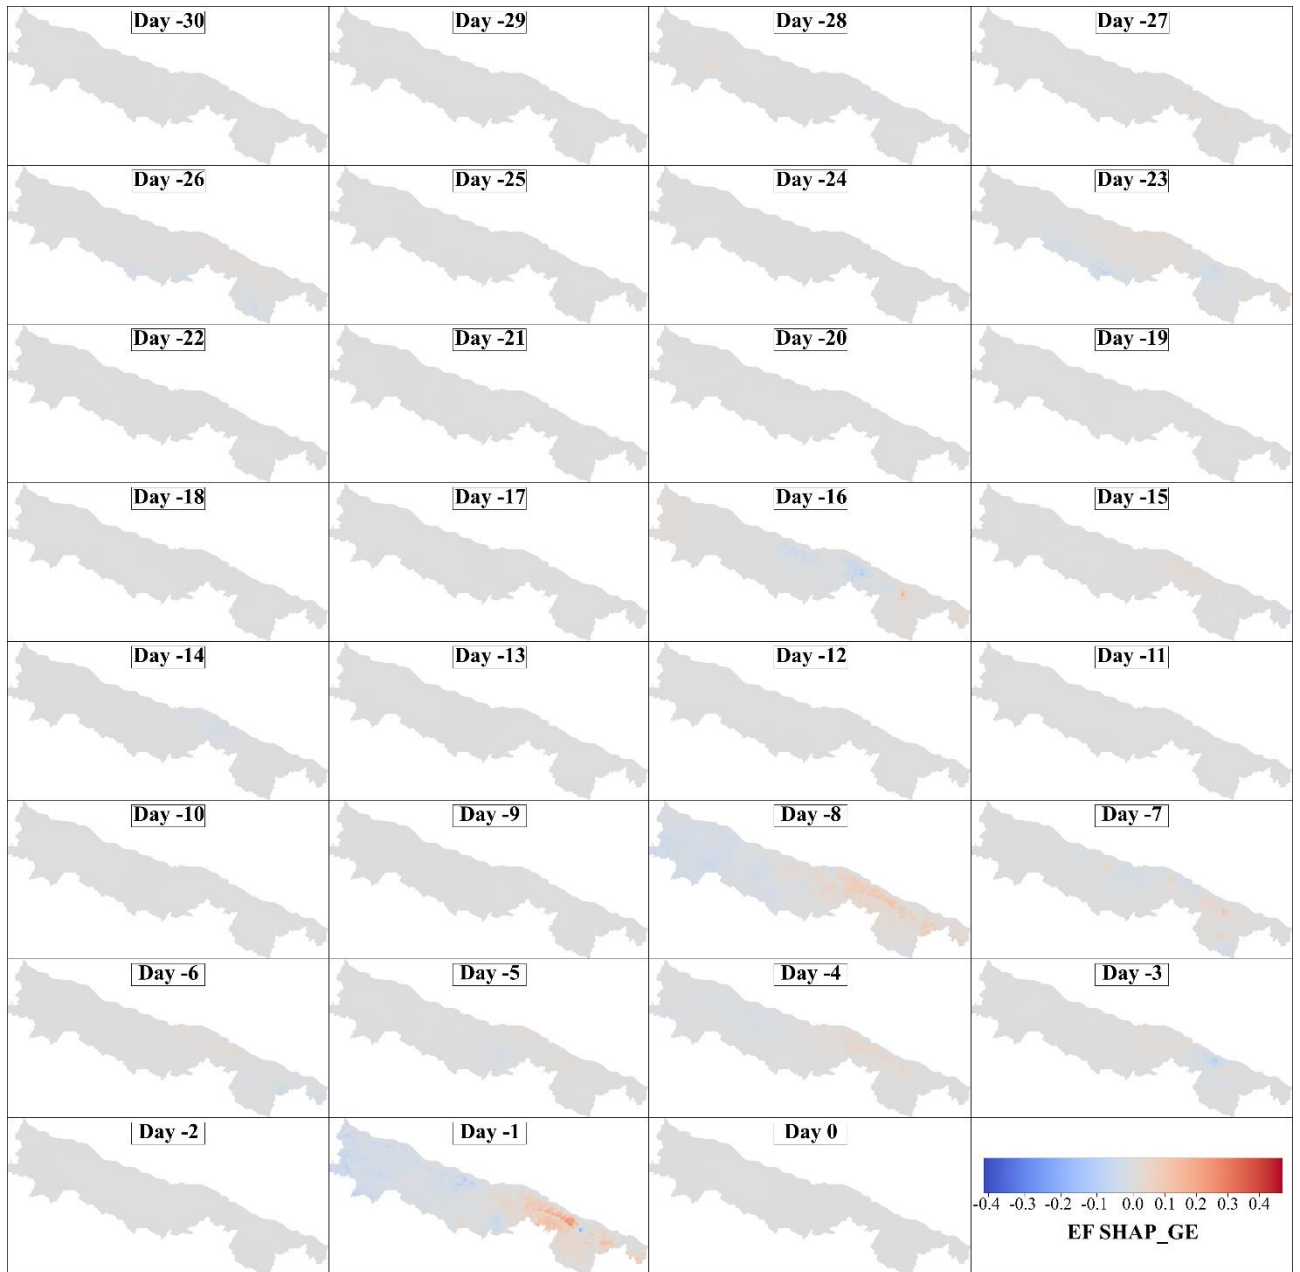 Day -30 Day -29 Day -28 Day -27
Day -26 Day -25 Day -24 Day -23
Day -22 Day -21 Day -20 Day -19
Day -18 Day -17 Day -16 Day -15
Day -14 Day -13 Day -12 Day -11
Day -10 Day -9 Day -8 Day -7
Day -6 Day -5 Day -4 Day -3
Day -2 Day -1 Day 0
-0.4 -0.3 -0.2 -0.1 0.0 0.1 0.2 0.3 0.4
EF SHAP_GE